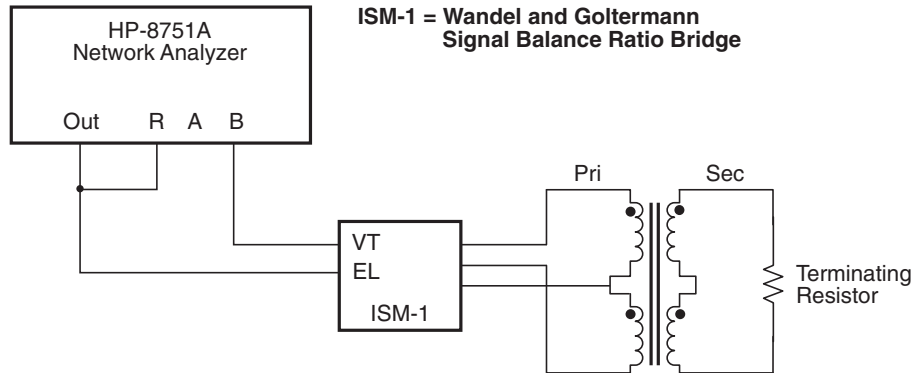 ISM-1 = Wandel and Goltermann
Signal Balance Ratio Bridge
HP-8751A
Network Analyzer
Out R A B
Pri Sec
VT
EL
ISM-1
Terminating
Resistor